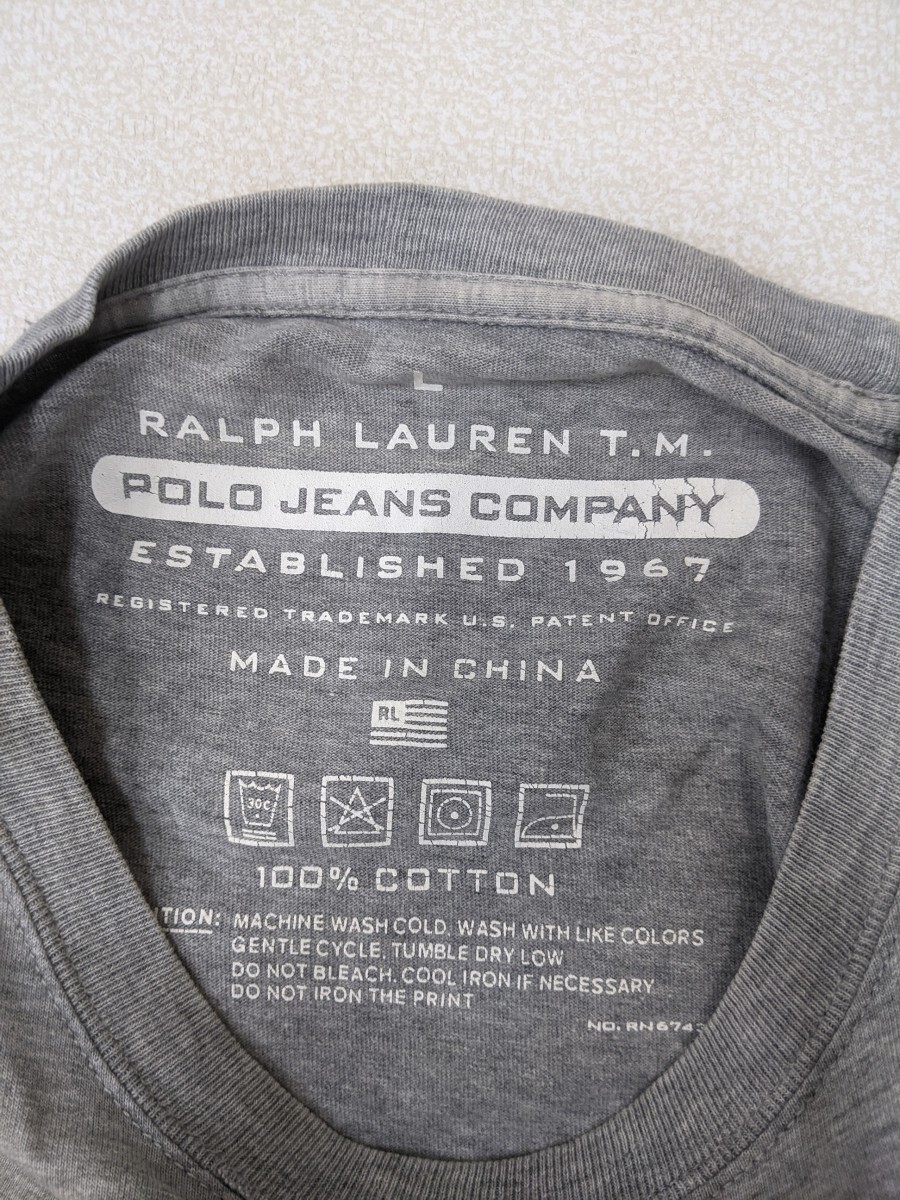 L
RALPH LAUREN T.M.
POLO JEANS COMPANY
ESTABLISHED 1967
REGISTERED TRADEMARK U.S. PATENT OFFICE
MADE IN CHINA
RL
30C
100% COTTON
TION: MACHINE WASH COLD. WASH WITH LIKE COLORS
GENTLE CYCLE. TUMBLE DRY LOW
DO NOT BLEACH. COOL IRON IF NECESSARY
DO NOT IRON THE PRINT
NO. RN674